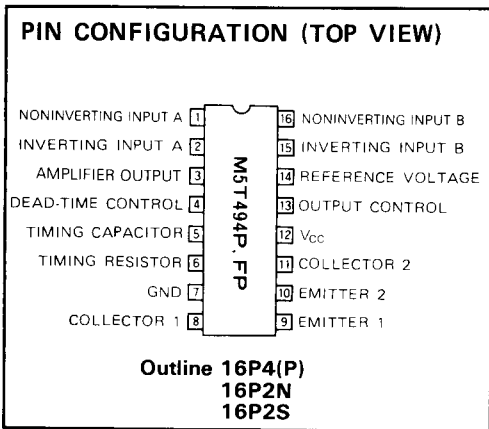 PIN CONFIGURATION (TOP VIEW)
NONINVERTING INPUT A 1
INVERTING INPUT A 2
AMPLIFIER OUTPUT 3
DEAD-TIME CONTROL 4
TIMING CAPACITOR 5
TIMING RESISTOR 6
GND 7
COLLECTOR 1 8
M5T494P,FP
16 NONINVERTING INPUT B
15 INVERTING INPUT B
14 REFERENCE VOLTAGE
13 OUTPUT CONTROL
12 VCC
11 COLLECTOR 2
10 EMITTER 2
9 EMITTER 1
Outline 16P4(P)
16P2N
16P2S